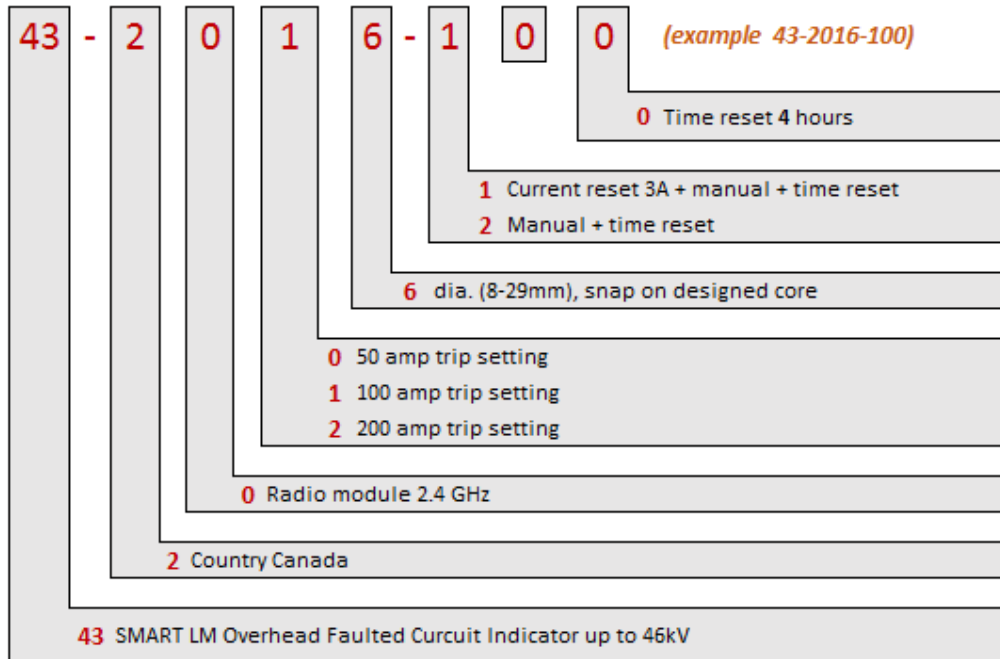 43 - 2 0 1 6 - 1 0 0 (example 43-2016-100)
0 Time reset 4 hours
1 Current reset 3A + manual + time reset
2 Manual + time reset
6 dia. (8-29mm), snap on designed core
0 50 amp trip setting
1 100 amp trip setting
2 200 amp trip setting
0 Radio module 2.4 GHz
2 Country Canada
43 SMART LM Overhead Faulted Curcuit Indicator up to 46kV